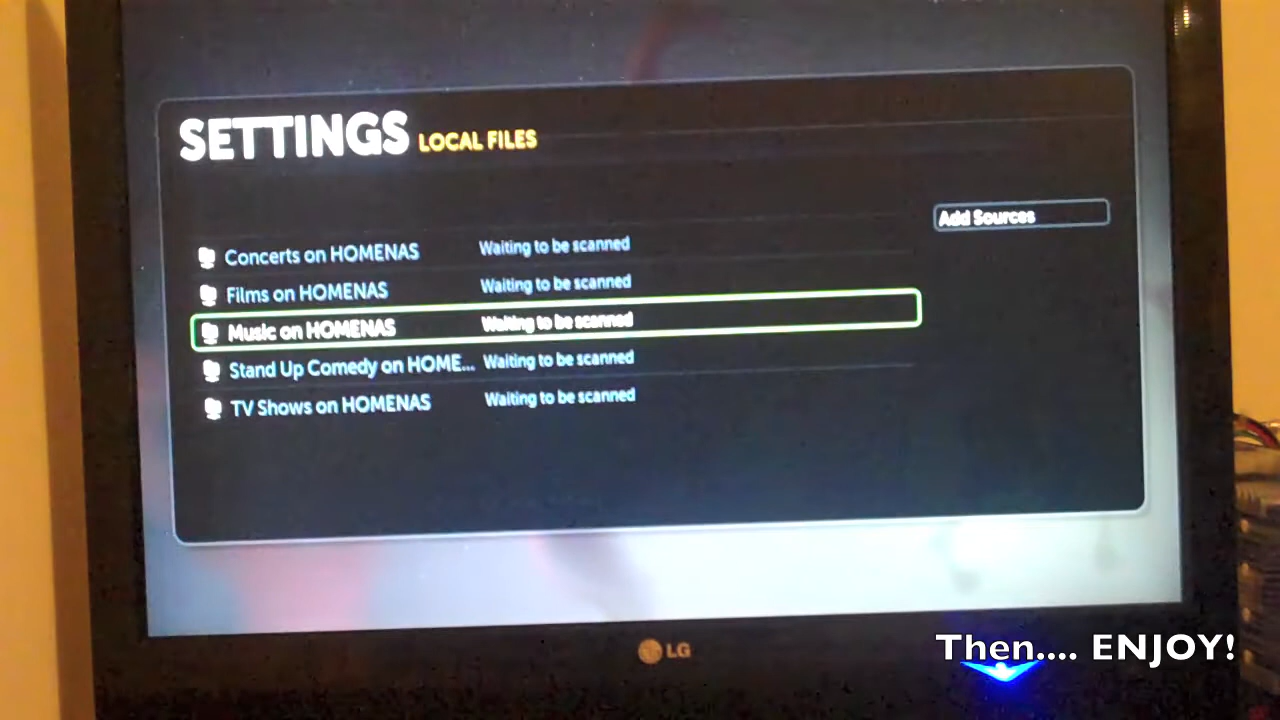 SETTINGS LOCAL FILES
Add Sources
Concerts on HOMENAS Waiting to be scanned
Films on HOMENAS Waiting to be scanned
Music on HOMENAS Waiting to be scanned
Stand Up Comedy on HOME... Waiting to be scanned
TV Shows on HOMENAS Waiting to be scanned
LG
Then.... ENJOY!